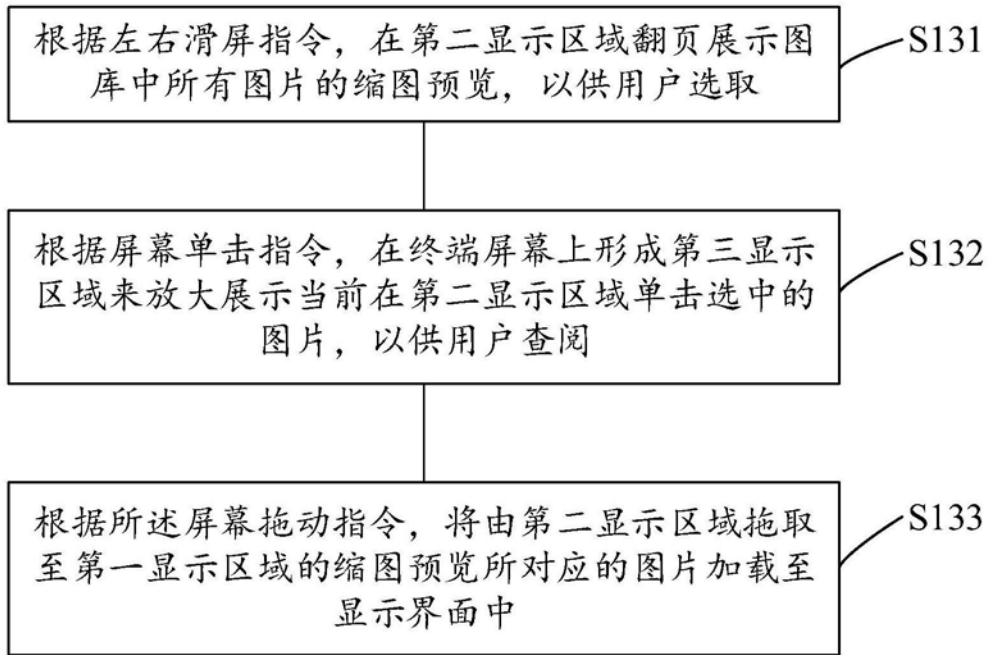 根据左右滑屏指令，在第二显示区域翻页展示图
库中所有图片的缩图预览，以供用户选取
S131
根据屏幕单击指令，在终端屏幕上形成第三显示
区域来放大展示当前在第二显示区域单击选中的
图片，以供用户查阅
S132
根据所述屏幕拖动指令，将由第二显示区域拖取
至第一显示区域的缩图预览所对应的图片加载至
显示界面中
S133